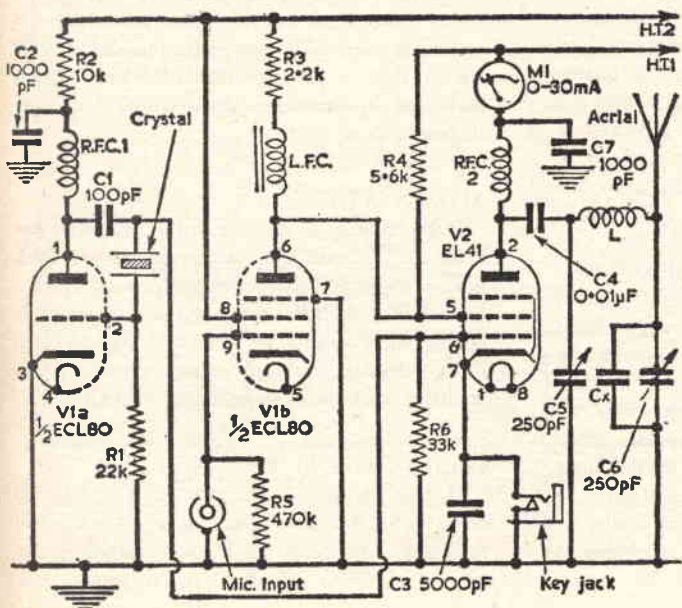 H.T.2
H.T.1
C2
1000
pF
R2
10k
R3
2·2k
M1
0-30mA
Aerial
R.F.C.1
Crystal
C1
100pF
L.F.C.
R4
5·6k
R.F.C.
2
C7
1000
pF
L
V2
EL41
C4
0·01µF
1
2
3
4
6
7
8
9
5
2
5
6
7
1
8
V1a
½ECL80
V1b
½ECL80
R1
22k
R5
470k
R6
33k
C5
250pF
Cx
C6
250pF
Mic. Input
C3 5000pF
Key jack